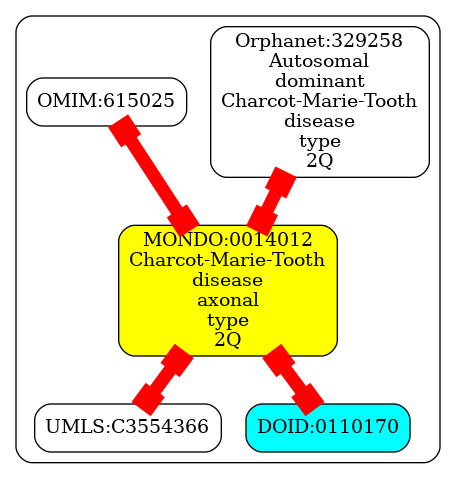 OMIM:615025
Orphanet:329258
Autosomal
dominant
Charcot-Marie-Tooth
disease
type
2Q
MONDO:0014012
Charcot-Marie-Tooth
disease
axonal
type
2Q
UMLS:C3554366
DOID:0110170